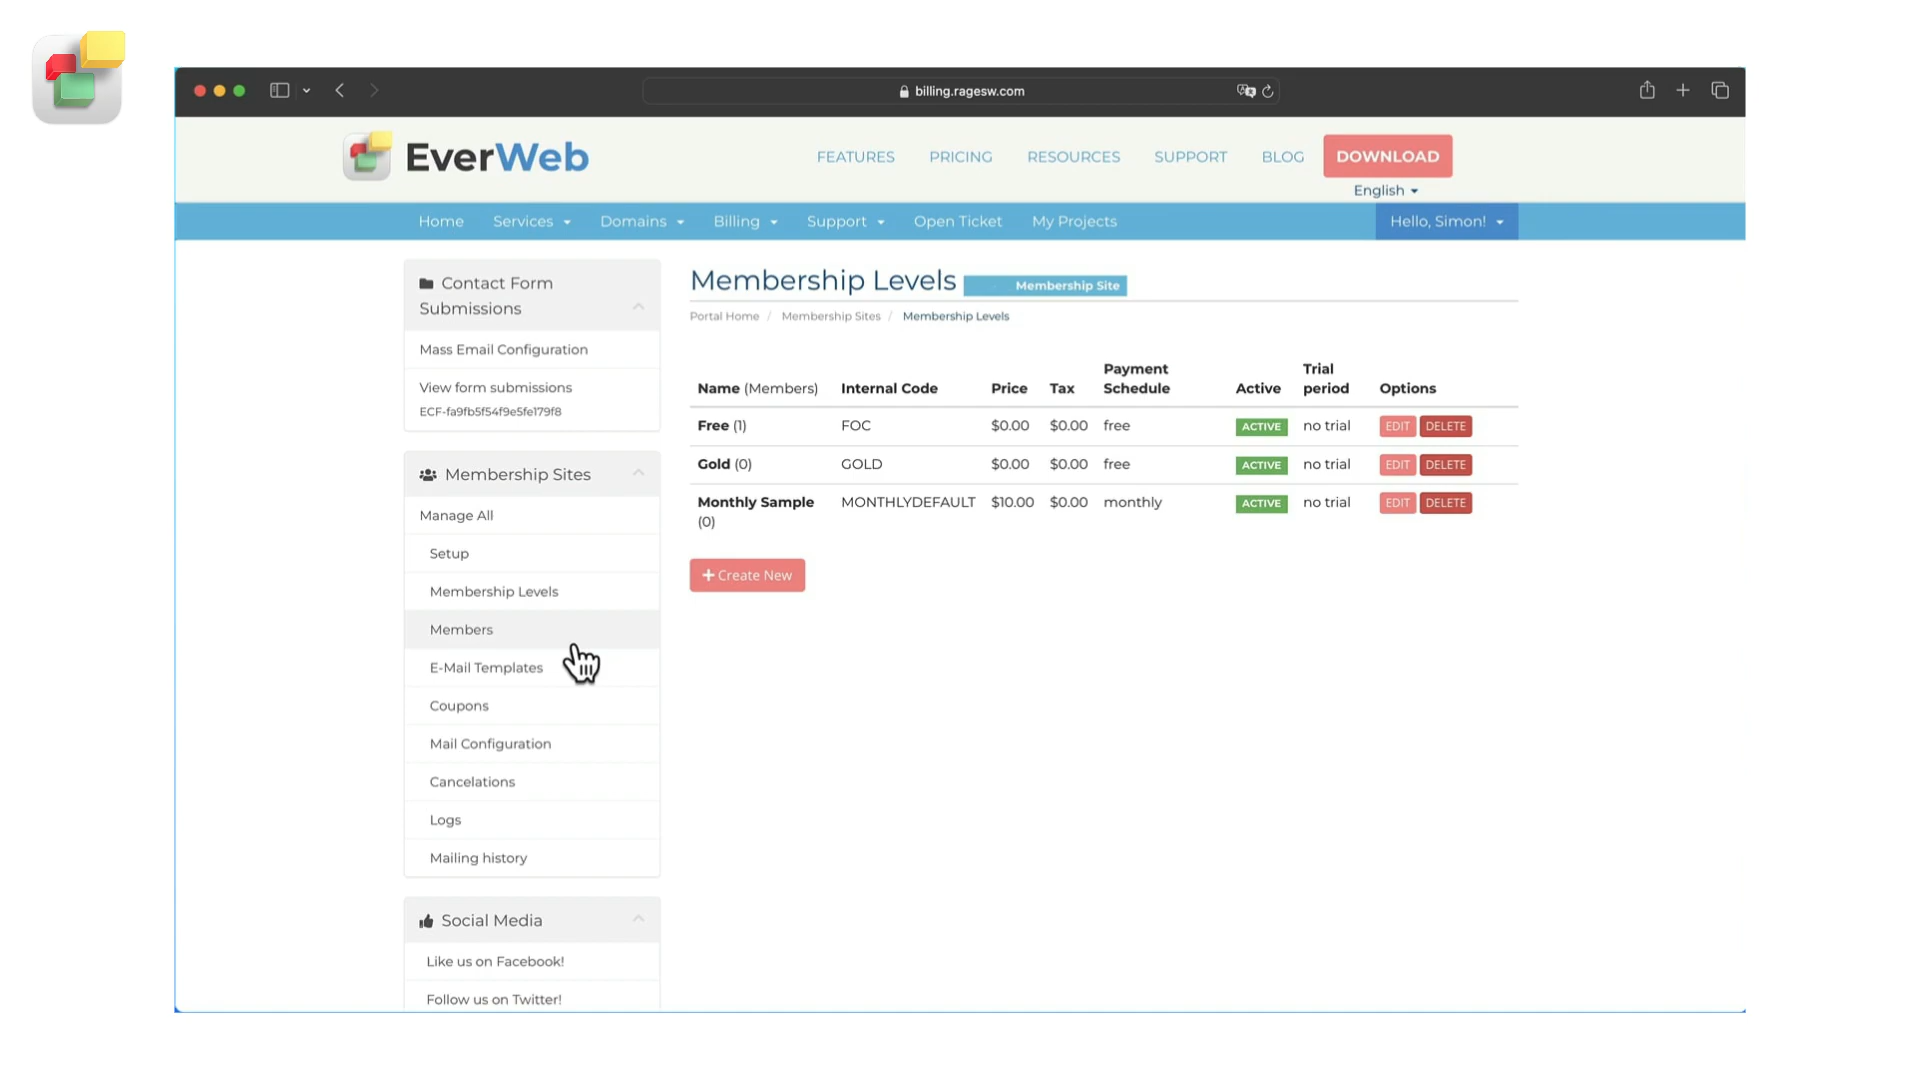 billing.ragesw.com
EverWeb
FEATURES PRICING RESOURCES SUPPORT BLOG DOWNLOAD
English
Home Services Domains Billing Support Open Ticket My Projects Hello, Simon!
Contact Form
Submissions
Mass Email Configuration
View form submissions
ECF-fa9fb5f54f9e5fe179f8
Membership Sites
Manage All
Setup
Membership Levels
Members
E-Mail Templates
Coupons
Mail Configuration
Cancelations
Logs
Mailing history
Social Media
Like us on Facebook!
Follow us on Twitter!
Membership Levels Membership Site
Portal Home / Membership Sites / Membership Levels
Name (Members) Internal Code Price Tax Payment Schedule Active Trial period Options
Free (1) FOC $0.00 $0.00 free ACTIVE no trial EDIT DELETE
Gold (0) GOLD $0.00 $0.00 free ACTIVE no trial EDIT DELETE
Monthly Sample MONTHLYDEFAULT $10.00 $0.00 monthly ACTIVE no trial EDIT DELETE
(0)
+ Create New